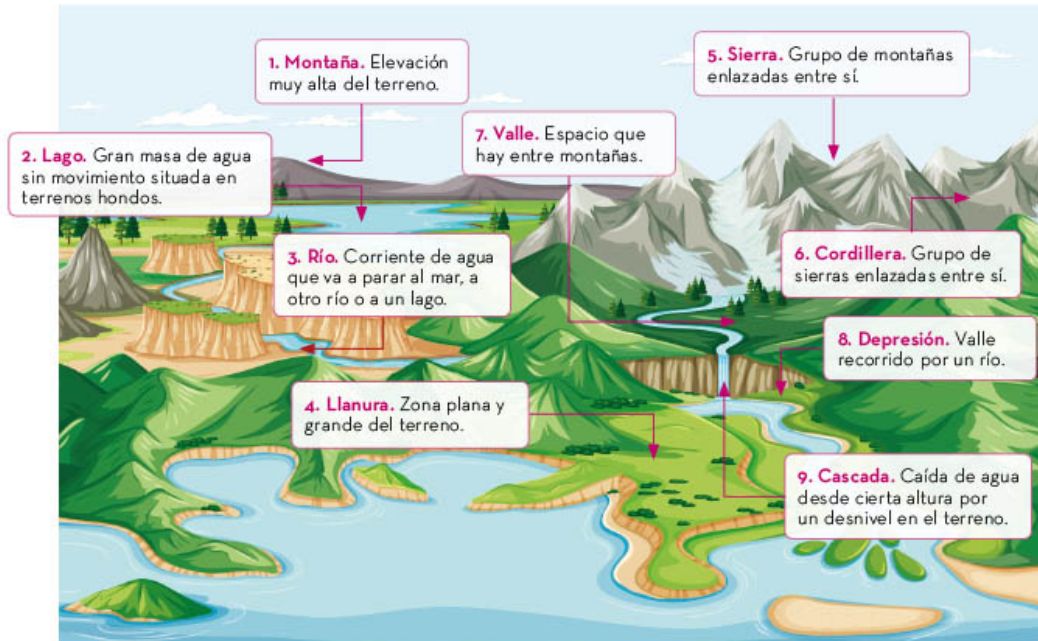 1. Montaña. Elevación
muy alta del terreno.
2. Lago. Gran masa de agua
sin movimiento situada en
terrenos hondos.
3. Río. Corriente de agua
que va a parar al mar, a
otro río o a un lago.
4. Llanura. Zona plana y
grande del terreno.
5. Sierra. Grupo de montañas
enlazadas entre sí.
6. Cordillera. Grupo de
sierras enlazadas entre sí.
7. Valle. Espacio que
hay entre montañas.
8. Depresión. Valle
recorrido por un río.
9. Cascada. Caída de agua
desde cierta altura por
un desnivel en el terreno.